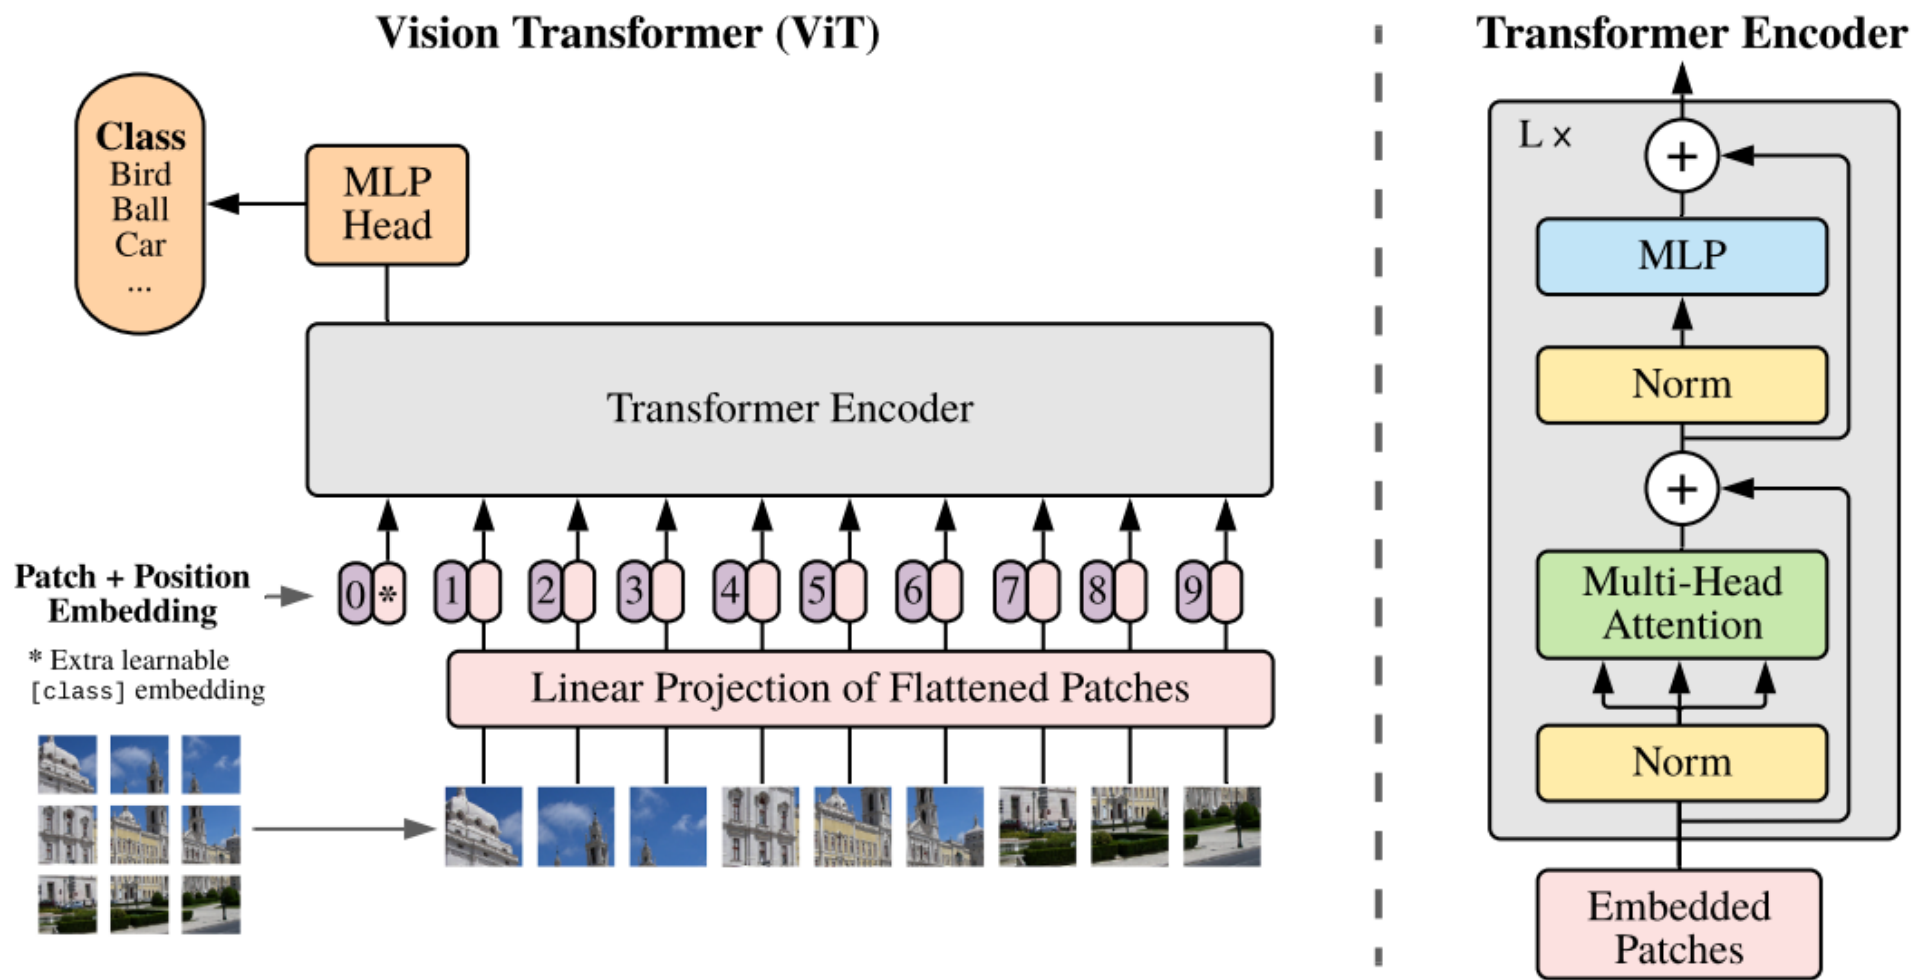 Vision Transformer (ViT)
Class
Bird
Ball
Car
...
MLP
Head
Transformer Encoder
Patch + Position
Embedding
0 *
1
2
3
4
5
6
7
8
9
* Extra learnable
[class] embedding
Linear Projection of Flattened Patches
Transformer Encoder
L ×
+
MLP
Norm
+
Multi-Head
Attention
Norm
Embedded
Patches